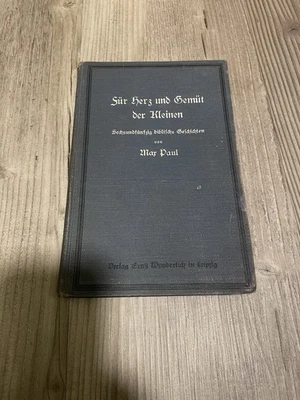 Für Herz und Gemüt
der Kleinen
Sechsundfünfzig biblische Geschichten
von
Max Paul
Verlag Ernst Wunderlich in Leipzig